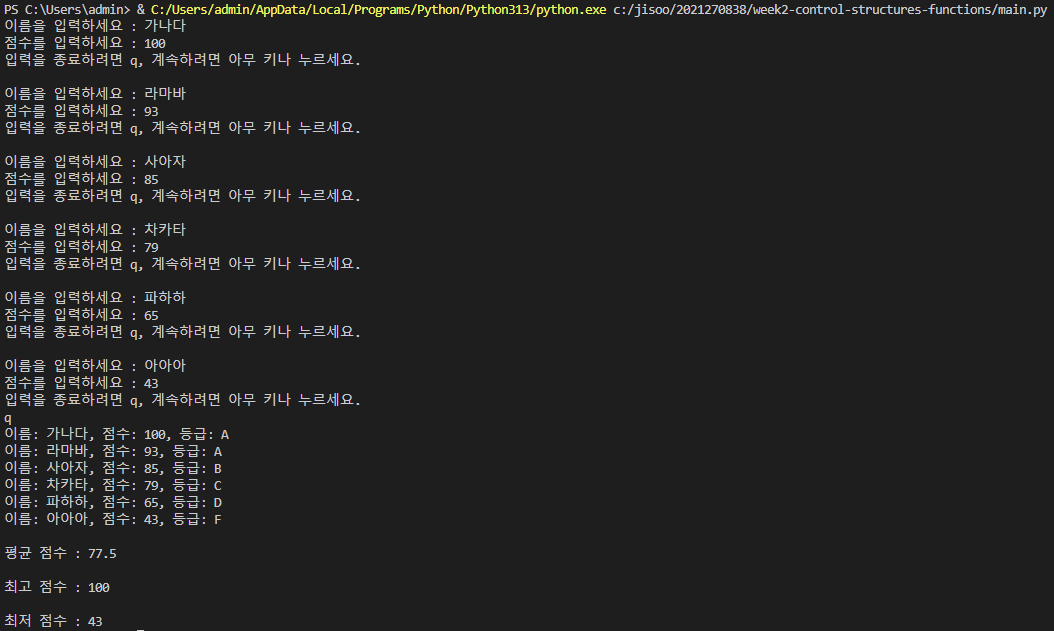 PS C:\Users\admin> & C:/Users/admin/AppData/Local/Programs/Python/Python313/python.exe c:/jisoo/2021270838/week2-control-structures-functions/main.py
이름을 입력하세요 : 가나다
점수를 입력하세요 : 100
입력을 종료하려면 q, 계속하려면 아무 키나 누르세요.
이름을 입력하세요 : 라마바
점수를 입력하세요 : 93
입력을 종료하려면 q, 계속하려면 아무 키나 누르세요.
이름을 입력하세요 : 사아자
점수를 입력하세요 : 85
입력을 종료하려면 q, 계속하려면 아무 키나 누르세요.
이름을 입력하세요 : 차카타
점수를 입력하세요 : 79
입력을 종료하려면 q, 계속하려면 아무 키나 누르세요.
이름을 입력하세요 : 파하하
점수를 입력하세요 : 65
입력을 종료하려면 q, 계속하려면 아무 키나 누르세요.
이름을 입력하세요 : 아아아
점수를 입력하세요 : 43
입력을 종료하려면 q, 계속하려면 아무 키나 누르세요.
q
이름: 가나다, 점수: 100, 등급: A
이름: 라마바, 점수: 93, 등급: A
이름: 사아자, 점수: 85, 등급: B
이름: 차카타, 점수: 79, 등급: C
이름: 파하하, 점수: 65, 등급: D
이름: 아아아, 점수: 43, 등급: F
평균 점수 : 77.5
최고 점수 : 100
최저 점수 : 43